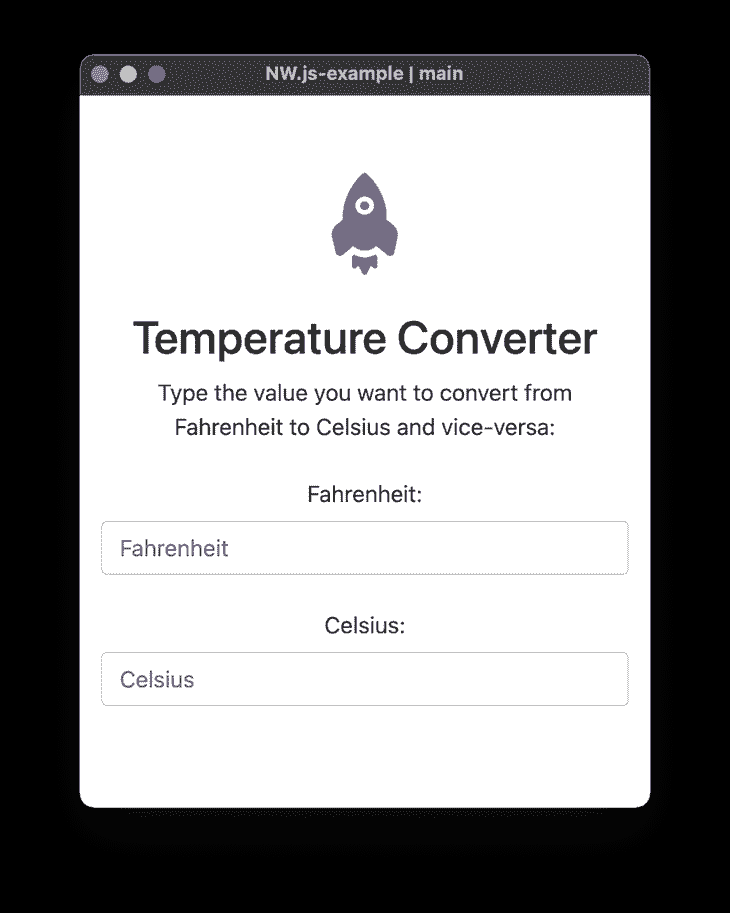 NW.js-example | main
Temperature Converter
Type the value you want to convert from
Fahrenheit to Celsius and vice-versa:
Fahrenheit:
Fahrenheit
Celsius:
Celsius